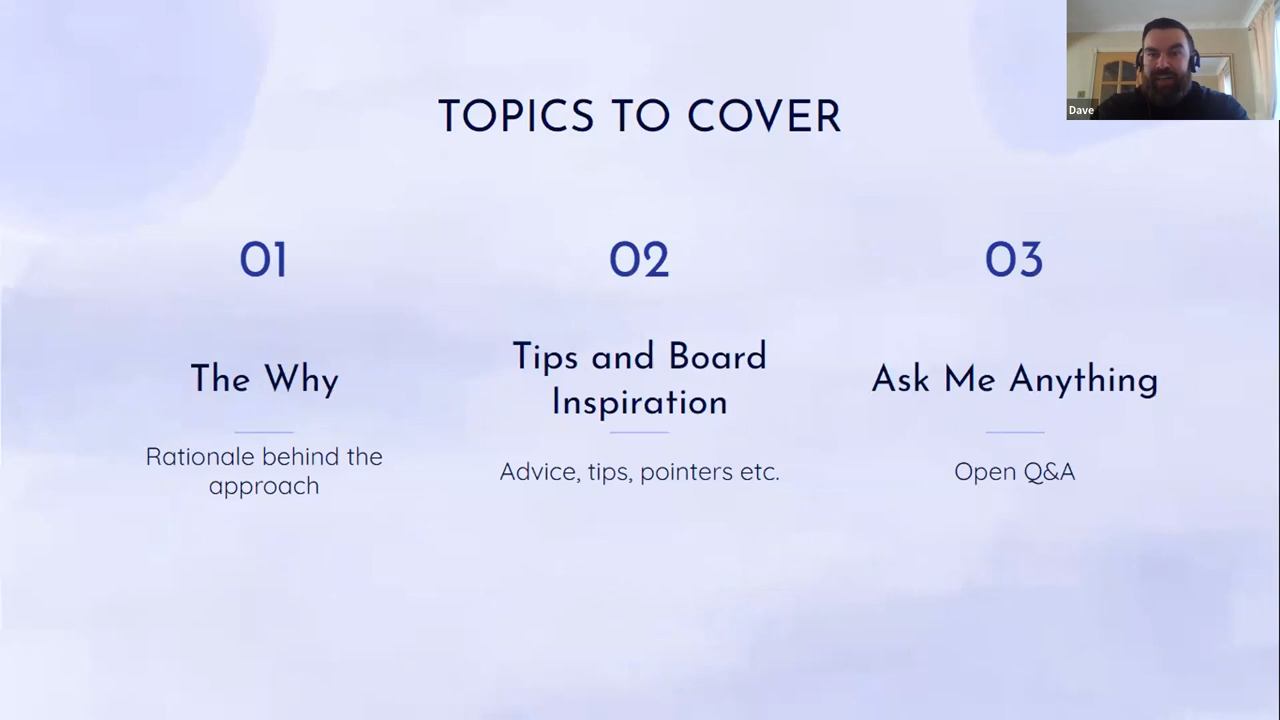 TOPICS TO COVER
Dave
01
The Why
Rationale behind the
approach
02
Tips and Board
Inspiration
Advice, tips, pointers etc.
03
Ask Me Anything
Open Q&A